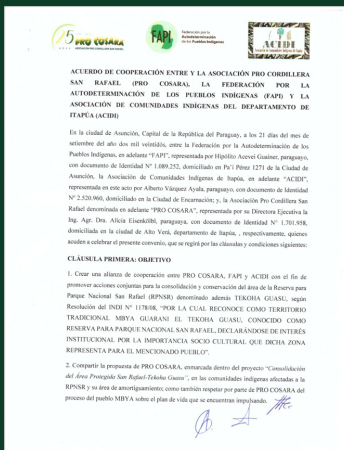 25 PRO COSARA
FAPI
Federación por la
Autodeterminación
de los Pueblos Indígenas
ACIDI
ACUERDO DE COOPERACIÓN ENTRE Y LA ASOCIACIÓN PRO CORDILLERA
SAN RAFAEL (PRO COSARA), LA FEDERACIÓN POR LA
AUTODETERMINACIÓN DE LOS PUEBLOS INDÍGENAS (FAPI) Y LA
ASOCIACIÓN DE COMUNIDADES INDÍGENAS DEL DEPARTAMENTO DE
ITAPÚA (ACIDI)
En la ciudad de Asunción, Capital de la República del Paraguay, a los 21 días del mes de
setiembre del año dos mil veintidós, entre la Federación por la Autodeterminación de los
Pueblos Indígenas, en adelante "FAPI", representada por Hipólito Acevei Guainer, paraguayo,
con documento de Identidad N° 1.089.252, domiciliado en Pa'i Pérez 1271 de la Ciudad de
Asunción, la Asociación de Comunidades Indígenas de Itapúa, en adelante "ACIDI",
representada en este acto por Alberto Vázquez Ayala, paraguayo, con documento de Identidad
N° 2.520.960, domiciliado en la Ciudad de Encarnación; y, la Asociación Pro Cordillera San
Rafael denominada en adelante "PRO COSARA", representada por su Directora Ejecutiva la
Ing. Agr. Dra. Alicia Eisenkölbl, paraguaya, con documento de Identidad N° 1.701.958,
domiciliada en la ciudad de Alto Verá, departamento de Itapúa, , respectivamente, quienes
acuden a celebrar el presente convenio, que se regirá por las cláusulas y condiciones siguientes:
CLÁUSULA PRIMERA: OBJETIVO
1. Crear una alianza de cooperación entre PRO COSARA, FAPI y ACIDI con el fin de
promover acciones conjuntas para la consolidación y conservación del área de la Reserva para
Parque Nacional San Rafael (RPNSR) denominado además TEKOHA GUASU, según
Resolución del INDI N° 1178/08, "POR LA CUAL RECONOCE COMO TERRITORIO
TRADICIONAL MBYA GUARANI EL TEKOHA GUASU, CONOCIDO COMO
RESERVA PARA PARQUE NACIONAL SAN RAFAEL, DECLARÁNDOSE DE INTERÉS
INSTITUCIONAL POR LA IMPORTANCIA SOCIO CULTURAL QUE DICHA ZONA
REPRESENTA PARA EL MENCIONADO PUEBLO".
2. Compartir la propuesta de PRO COSARA, enmarcada dentro del proyecto "Consolidación
del Área Protegida San Rafael-Tekoha Guasu", en las comunidades indígenas afectadas a la
RPNSR y su área de amortiguamiento; como también respetar por parte de PRO COSARA del
proceso del pueblo MBYA sobre el plan de vida que se encuentran impulsando.